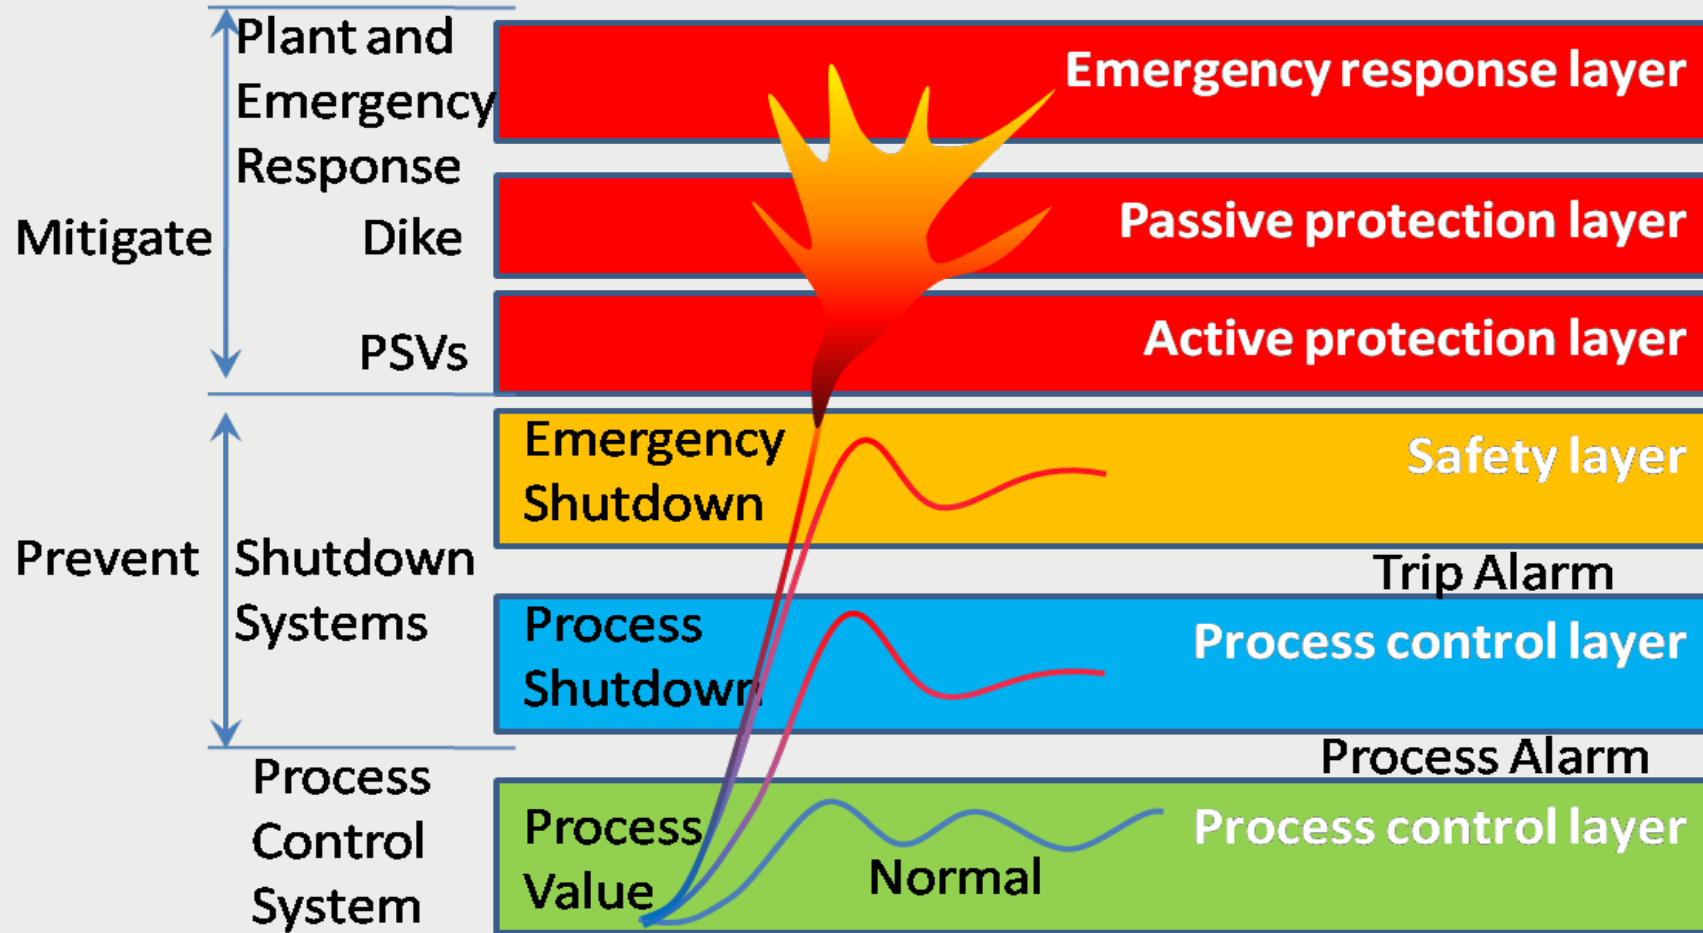 Plant and
Emergency
Response
Emergency response layer
Mitigate
Dike
Passive protection layer
PSVs
Active protection layer
Emergency
Shutdown
Safety layer
Prevent
Shutdown
Systems
Trip Alarm
Process
Shutdown
Process control layer
Process Alarm
Process
Control
System
Process
Value
Normal
Process control layer